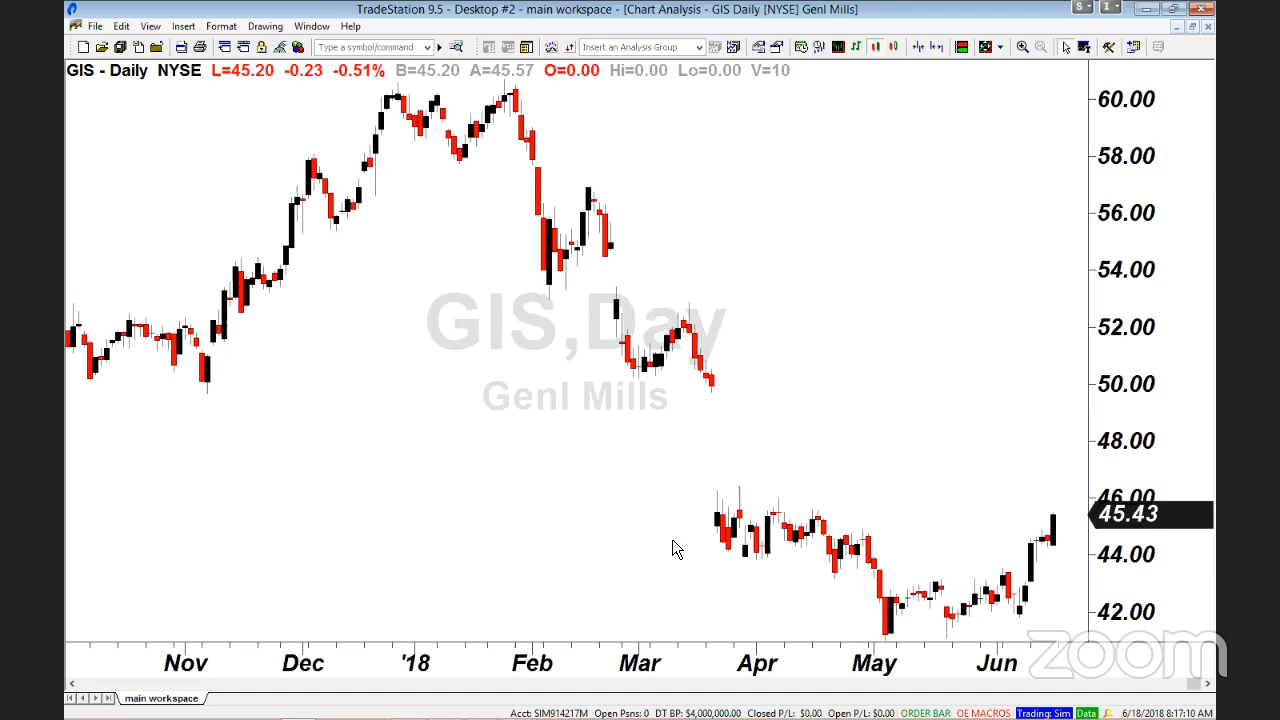 TradeStation 9.5 - Desktop #2 - main workspace - [Chart Analysis - GIS Daily [NYSE] Genl Mills]
S
I
File Edit View Insert Format Drawing Window Help
Type a symbol/command
Insert an Analysis Group
GIS - Daily NYSE L=45.20 -0.23 -0.51% B=45.20 A=45.57 O=0.00 Hi=0.00 Lo=0.00 V=10
60.00
58.00
56.00
54.00
52.00
50.00
48.00
46.00
45.43
44.00
42.00
GIS,Day
Genl Mills
Nov Dec '18 Feb Mar Apr May Jun
zoom
main workspace
Acct: SIM914217M Open Psns: 0 DT BP: $4,000,000.00 Closed P/L: $0.00 Open P/L: $0.00 ORDER BAR OE MACROS Trading: Sim Data 6/18/2018 8:17:10 AM